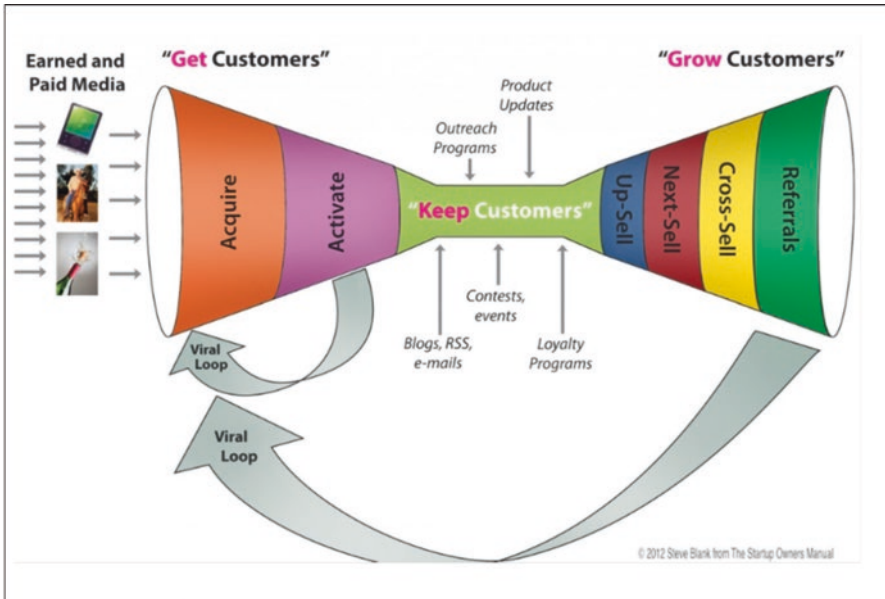 Earned and
Paid Media
"Get Customers"
"Grow Customers"
Product
Updates
Outreach
Programs
Acquire
Activate
"Keep Customers"
Up-Sell
Next-Sell
Cross-Sell
Referrals
Contests,
events
Blogs, RSS,
e-mails
Loyalty
Programs
Viral
Loop
Viral
Loop
© 2012 Steve Blank from The Startup Owners Manual